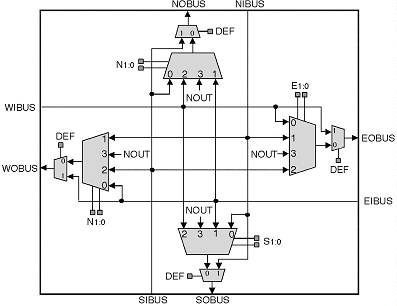 NOBUS NIBUS
1 0 DEF
N1:0
0 2 3 1
E1:0
NOUT
WIBUS
0
1
DEF
1
1
0
EOBUS
3
NOUT
NOUT
3
WOBUS
0
1
2
2
DEF
0
EIBUS
N1:0
NOUT
2 3 1 0
S1:0
DEF
0 1
SIBUS SOBUS